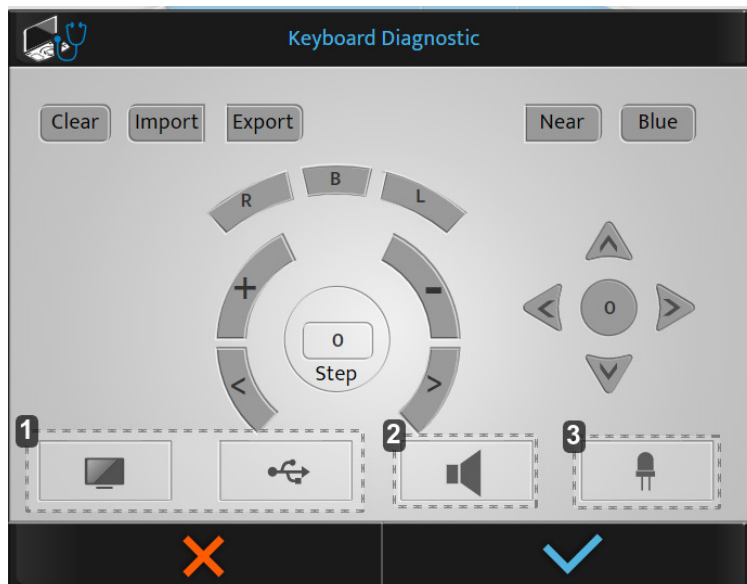 Keyboard Diagnostic
Clear Import Export Near Blue
R B L
+ -
0
0
Step
< >
1 2 3